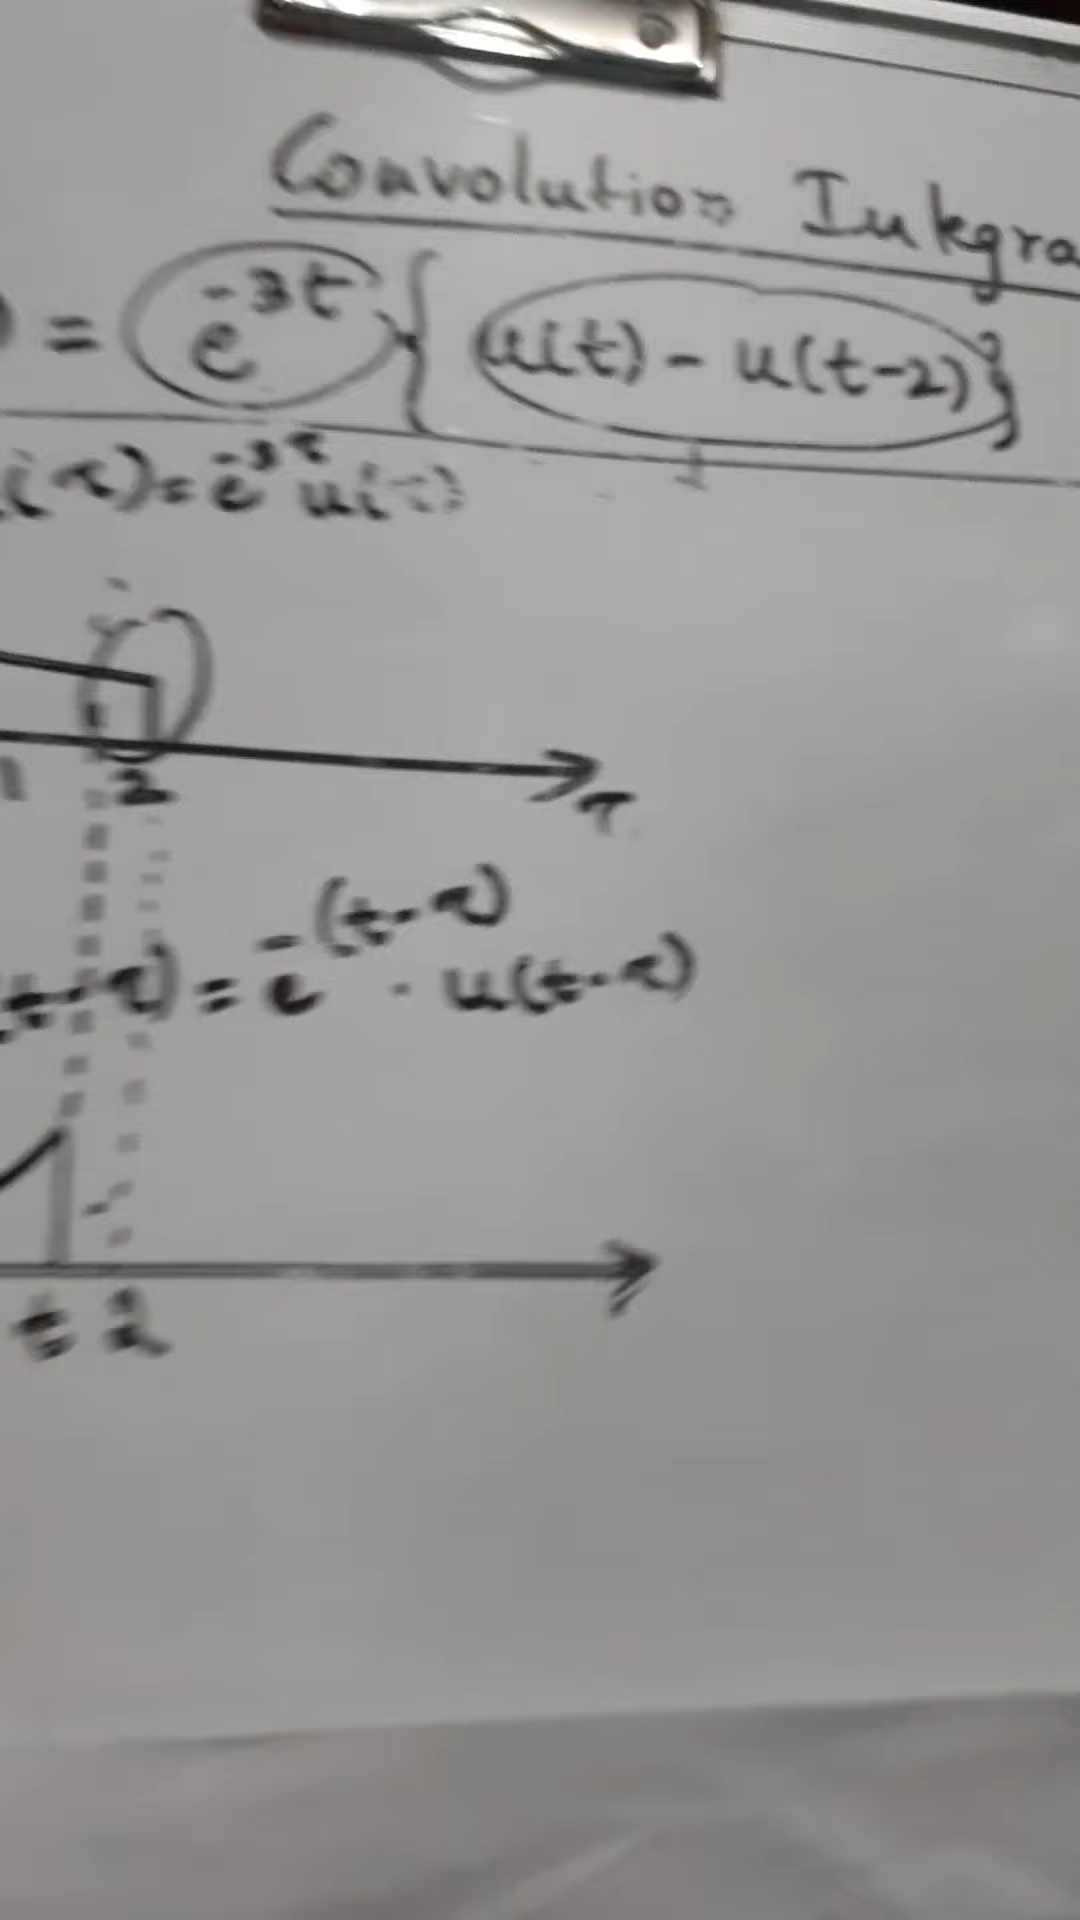 Convolution Integra
) = e^{-3t} { u(t) - u(t-2) }
(τ) = e^{-3τ} u(τ)
1 2 τ
(t-τ) = e^{-(t-τ)} · u(t-τ)
t 2